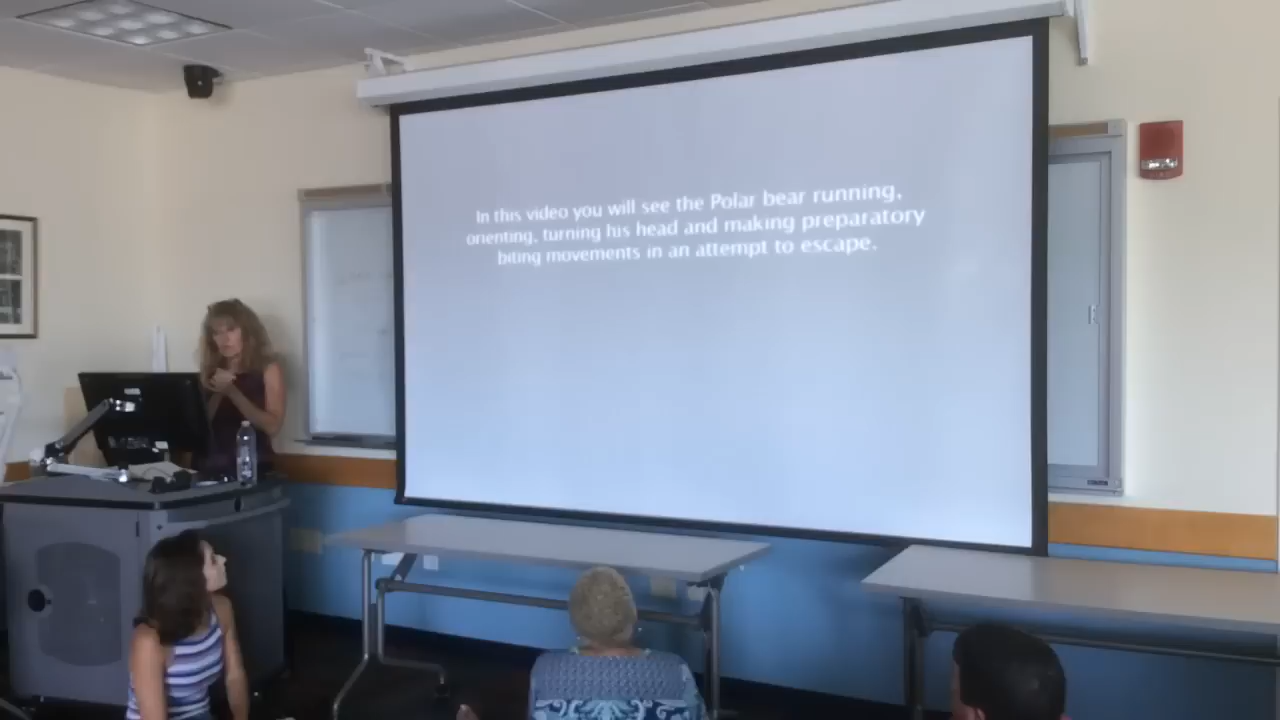 In this video you will see the Polar bear running,
orienting, turning his head and making preparatory
biting movements in an attempt to escape.